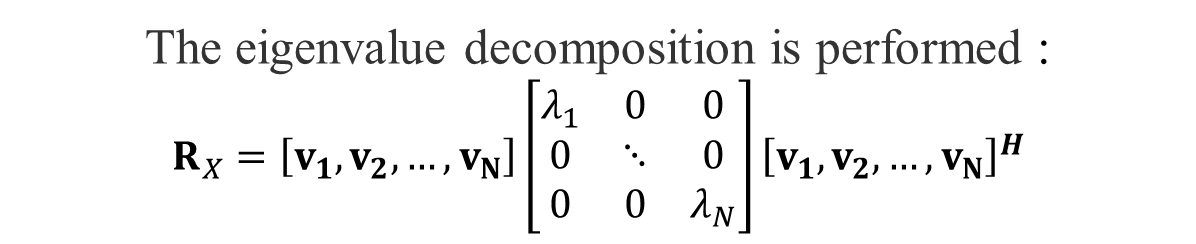 The eigenvalue decomposition is performed :
𝐑_X = [𝐯_𝟏, 𝐯_𝟐, …, 𝐯_𝐍] [λ_1 0 0; 0 ⋱ 0; 0 0 λ_N] [𝐯_𝟏, 𝐯_𝟐, …, 𝐯_𝐍]^𝑯